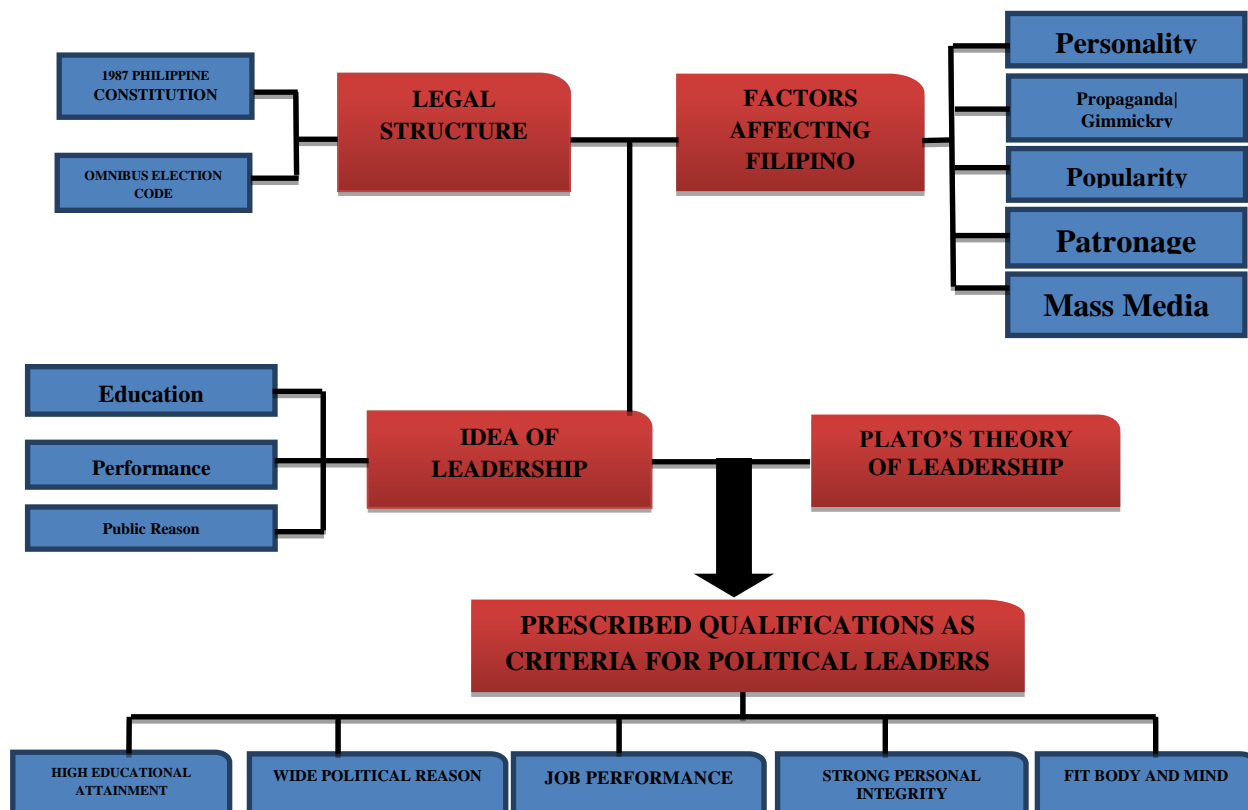 1987 PHILIPPINE
CONSTITUTION
OMNIBUS ELECTION
CODE
LEGAL
STRUCTURE
FACTORS
AFFECTING
FILIPINO
Personality
Propaganda|
Gimmickry
Popularity
Patronage
Mass Media
Education
Performance
Public Reason
IDEA OF
LEADERSHIP
PLATO’S THEORY
OF LEADERSHIP
PRESCRIBED QUALIFICATIONS AS
CRITERIA FOR POLITICAL LEADERS
HIGH EDUCATIONAL
ATTAINMENT
WIDE POLITICAL REASON
JOB PERFORMANCE
STRONG PERSONAL
INTEGRITY
FIT BODY AND MIND